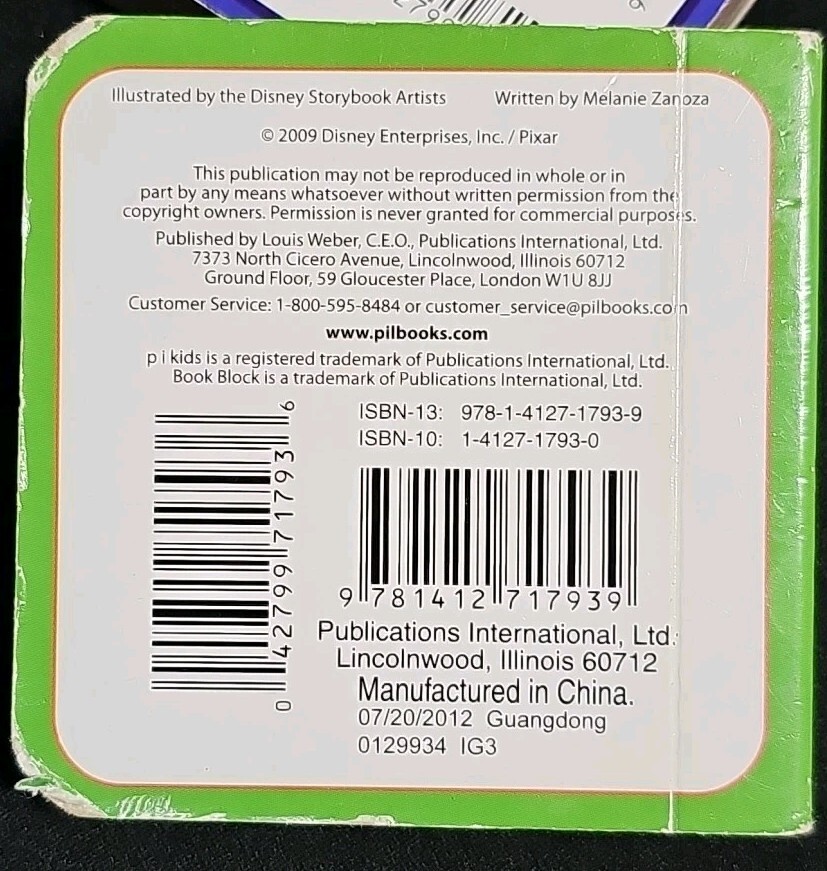 279
Illustrated by the Disney Storybook Artists Written by Melanie Zanoza
© 2009 Disney Enterprises, Inc. / Pixar
This publication may not be reproduced in whole or in
part by any means whatsoever without written permission from the
copyright owners. Permission is never granted for commercial purposes.
Published by Louis Weber, C.E.O., Publications International, Ltd.
7373 North Cicero Avenue, Lincolnwood, Illinois 60712
Ground Floor, 59 Gloucester Place, London W1U 8JJ
Customer Service: 1-800-595-8484 or customer_service@pilbooks.com
www.pilbooks.com
p i kids is a registered trademark of Publications International, Ltd.
Book Block is a trademark of Publications International, Ltd.
ISBN-13: 978-1-4127-1793-9
ISBN-10: 1-4127-1793-0
0 42799 71793 6
9 781412 717939
Publications International, Ltd.
Lincolnwood, Illinois 60712
Manufactured in China.
07/20/2012 Guangdong
0129934 IG3